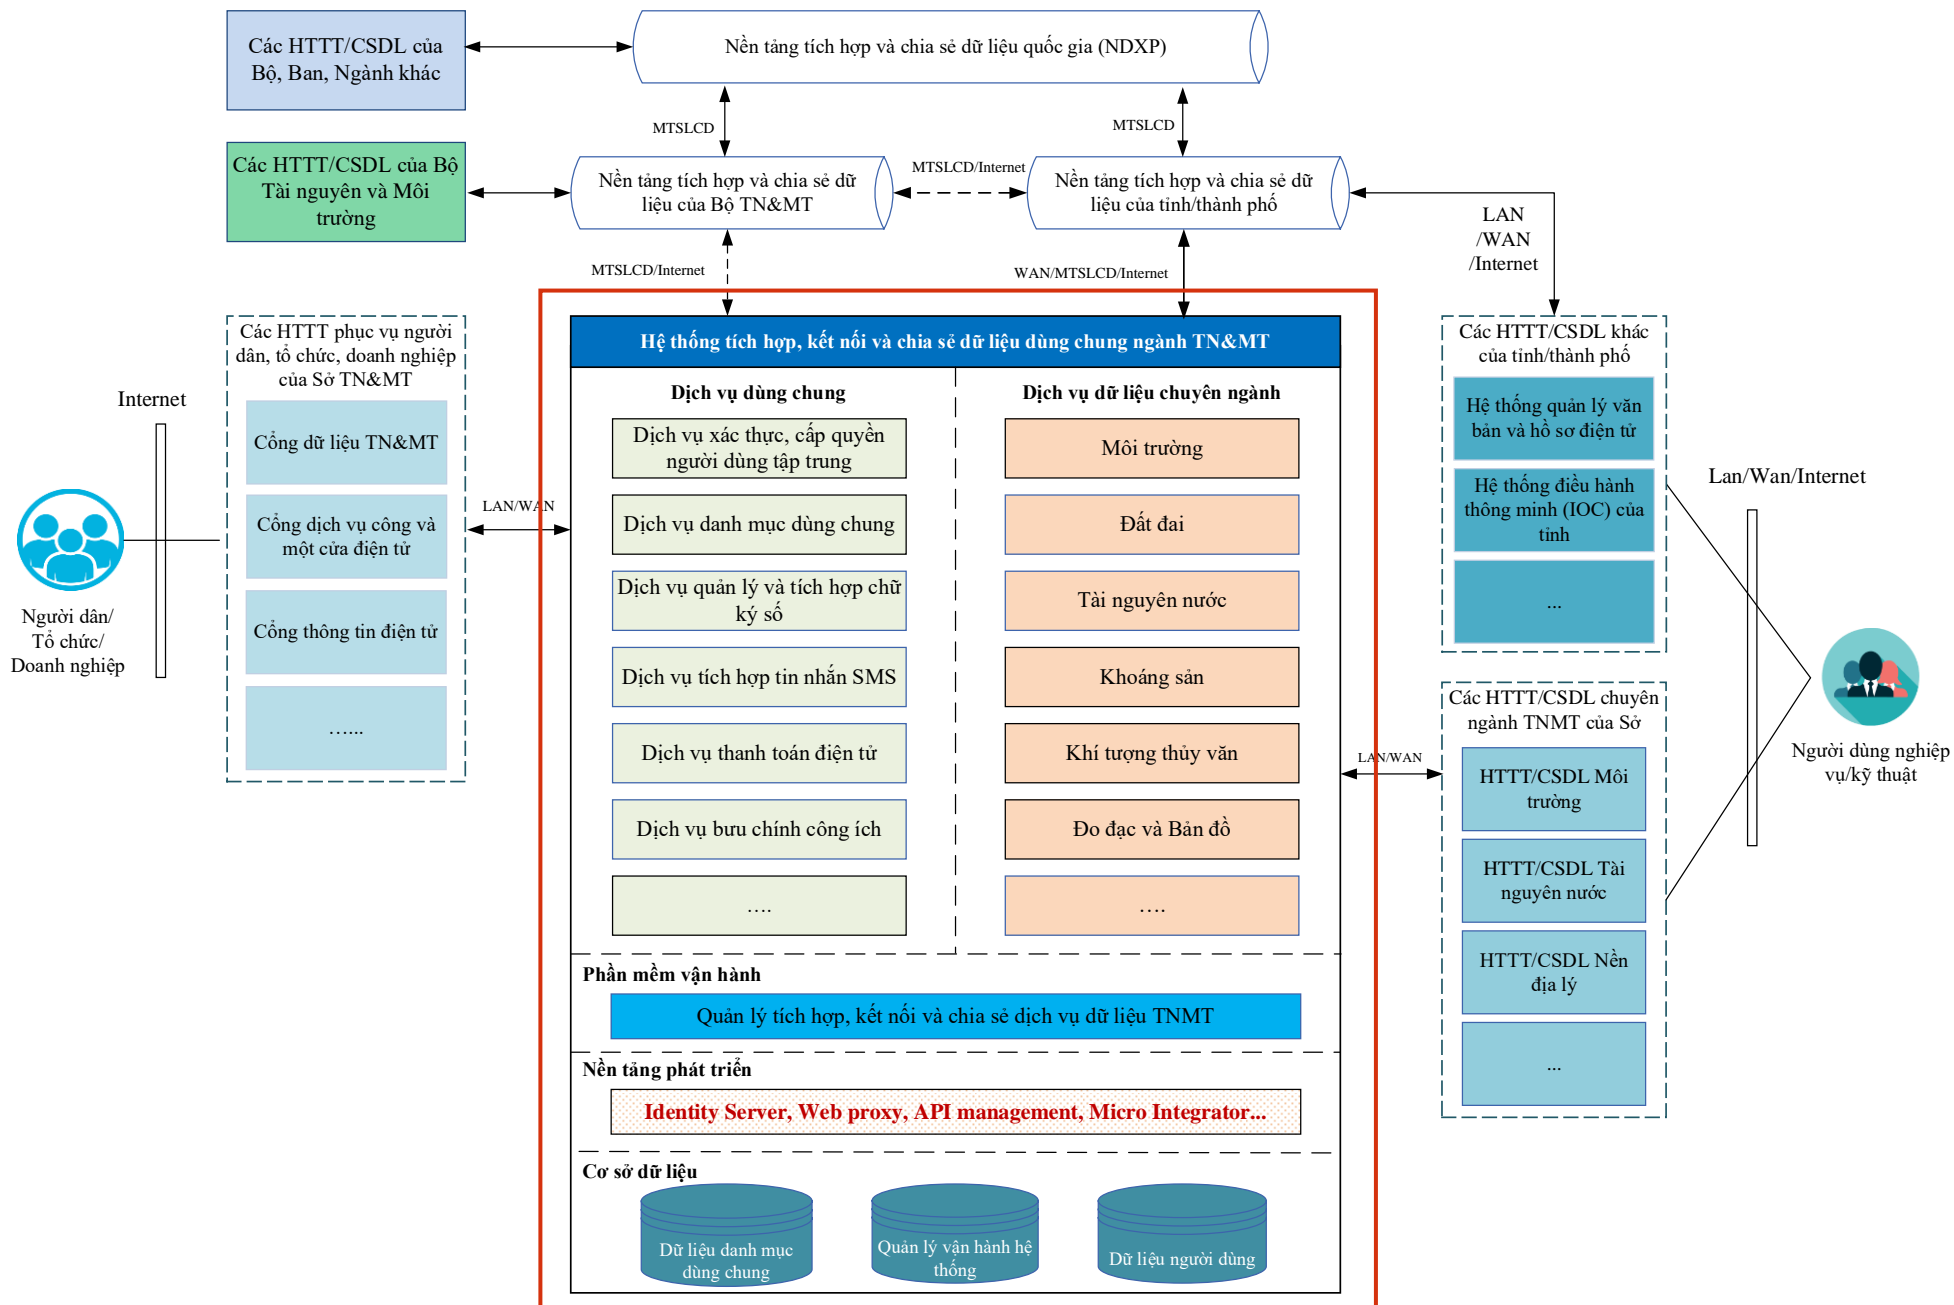 Các HTTT/CSDL của
Bộ, Ban, Ngành khác
Nền tảng tích hợp và chia sẻ dữ liệu quốc gia (NDXP)
MTSLCD
MTSLCD
Các HTTT/CSDL của Bộ
Tài nguyên và Môi
trường
Nền tảng tích hợp và chia sẻ dữ
liệu của Bộ TN&MT
MTSLCD/Internet
Nền tảng tích hợp và chia sẻ dữ
liệu của tỉnh/thành phố
LAN
/WAN
/Internet
MTSLCD/Internet
WAN/MTSLCD/Internet
Internet
Người dân/
Tổ chức/
Doanh nghiệp
Các HTTT phục vụ người
dân, tổ chức, doanh nghiệp
của Sở TN&MT
Cổng dữ liệu TN&MT
Cổng dịch vụ công và
một cửa điện tử
Cổng thông tin điện tử
…...
LAN/WAN
Hệ thống tích hợp, kết nối và chia sẻ dữ liệu dùng chung ngành TN&MT
Dịch vụ dùng chung
Dịch vụ xác thực, cấp quyền
người dùng tập trung
Dịch vụ danh mục dùng chung
Dịch vụ quản lý và tích hợp chữ
ký số
Dịch vụ tích hợp tin nhắn SMS
Dịch vụ thanh toán điện tử
Dịch vụ bưu chính công ích
….
Dịch vụ dữ liệu chuyên ngành
Môi trường
Đất đai
Tài nguyên nước
Khoáng sản
Khí tượng thủy văn
Đo đạc và Bản đồ
….
Phần mềm vận hành
Quản lý tích hợp, kết nối và chia sẻ dịch vụ dữ liệu TNMT
Nền tảng phát triển
Identity Server, Web proxy, API management, Micro Integrator...
Cơ sở dữ liệu
Dữ liệu danh mục
dùng chung
Quản lý vận hành hệ
thống
Dữ liệu người dùng
LAN/WAN
Các HTTT/CSDL khác
của tỉnh/thành phố
Hệ thống quản lý văn
bản và hồ sơ điện tử
Hệ thống điều hành
thông minh (IOC) của
tỉnh
...
Các HTTT/CSDL chuyên
ngành TNMT của Sở
HTTT/CSDL Môi
trường
HTTT/CSDL Tài
nguyên nước
HTTT/CSDL Nền
địa lý
...
Lan/Wan/Internet
Người dùng nghiệp
vụ/kỹ thuật